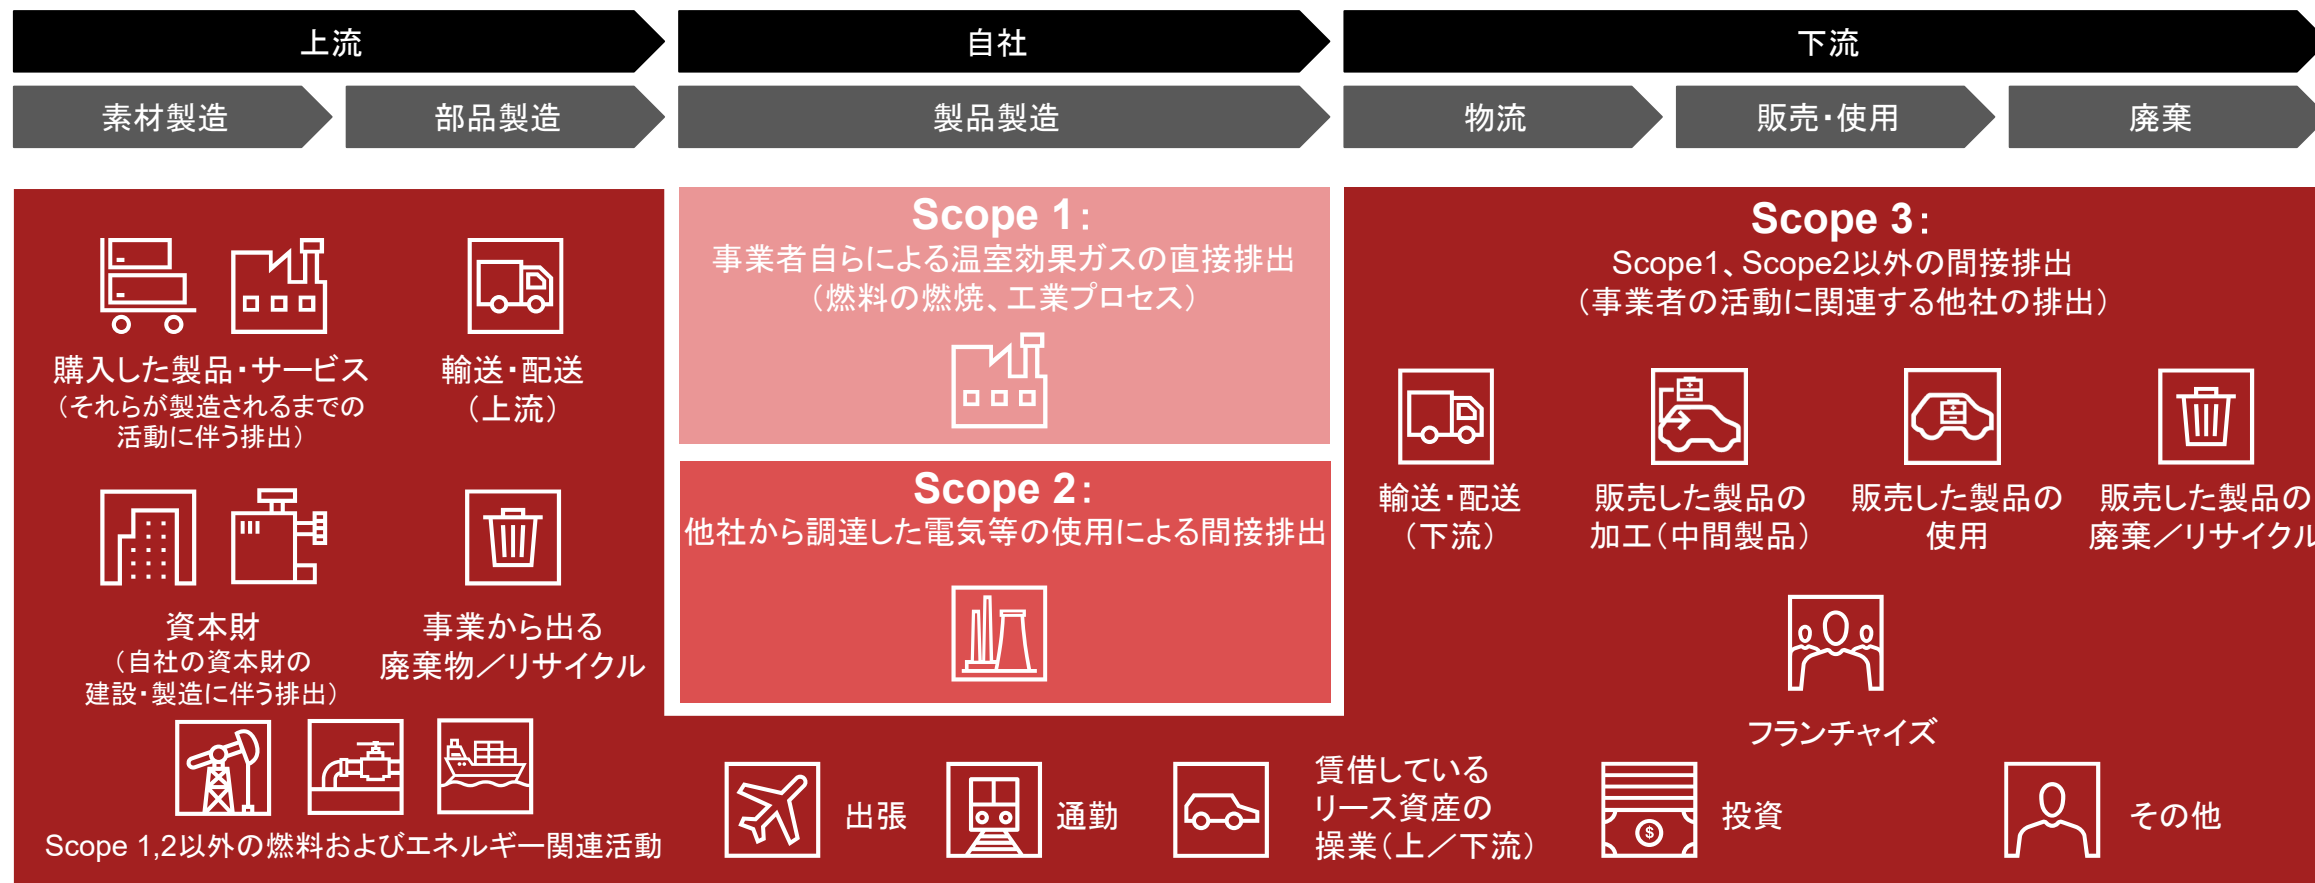 上流
自社
下流
素材製造
部品製造
製品製造
物流
販売・使用
廃棄
購入した製品・サービス
（それらが製造されるまでの
活動に伴う排出）
輸送・配送
（上流）
資本財
（自社の資本財の
建設・製造に伴う排出）
事業から出る
廃棄物／リサイクル
Scope 1,2以外の燃料およびエネルギー関連活動
Scope 1：
事業者自らによる温室効果ガスの直接排出
（燃料の燃焼、工業プロセス）
Scope 2：
他社から調達した電気等の使用による間接排出
Scope 3：
Scope1、Scope2以外の間接排出
（事業者の活動に関連する他社の排出）
輸送・配送
（下流）
販売した製品の
加工（中間製品）
販売した製品の
使用
販売した製品の
廃棄／リサイクル
フランチャイズ
出張
通勤
賃借している
リース資産の
操業（上／下流）
投資
$
その他